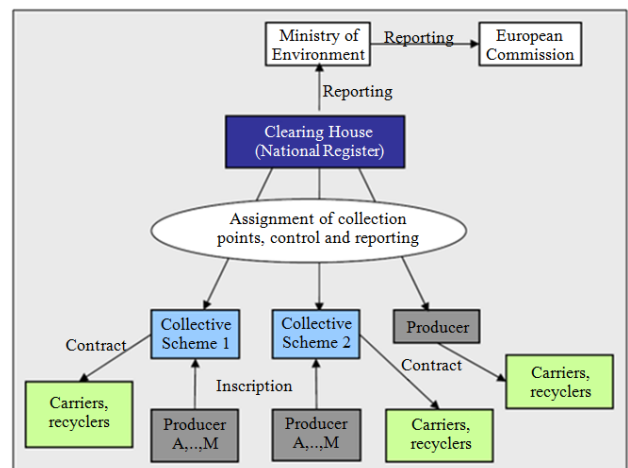 Ministry of
Environment
Reporting
European
Commission
Reporting
Clearing House
(National Register)
Assignment of collection
points, control and reporting
Collective
Scheme 1
Collective
Scheme 2
Producer
Contract
Contract
Carriers,
recyclers
Inscription
Carriers,
recyclers
Producer
A,..,M
Producer
A,..,M
Carriers,
recyclers